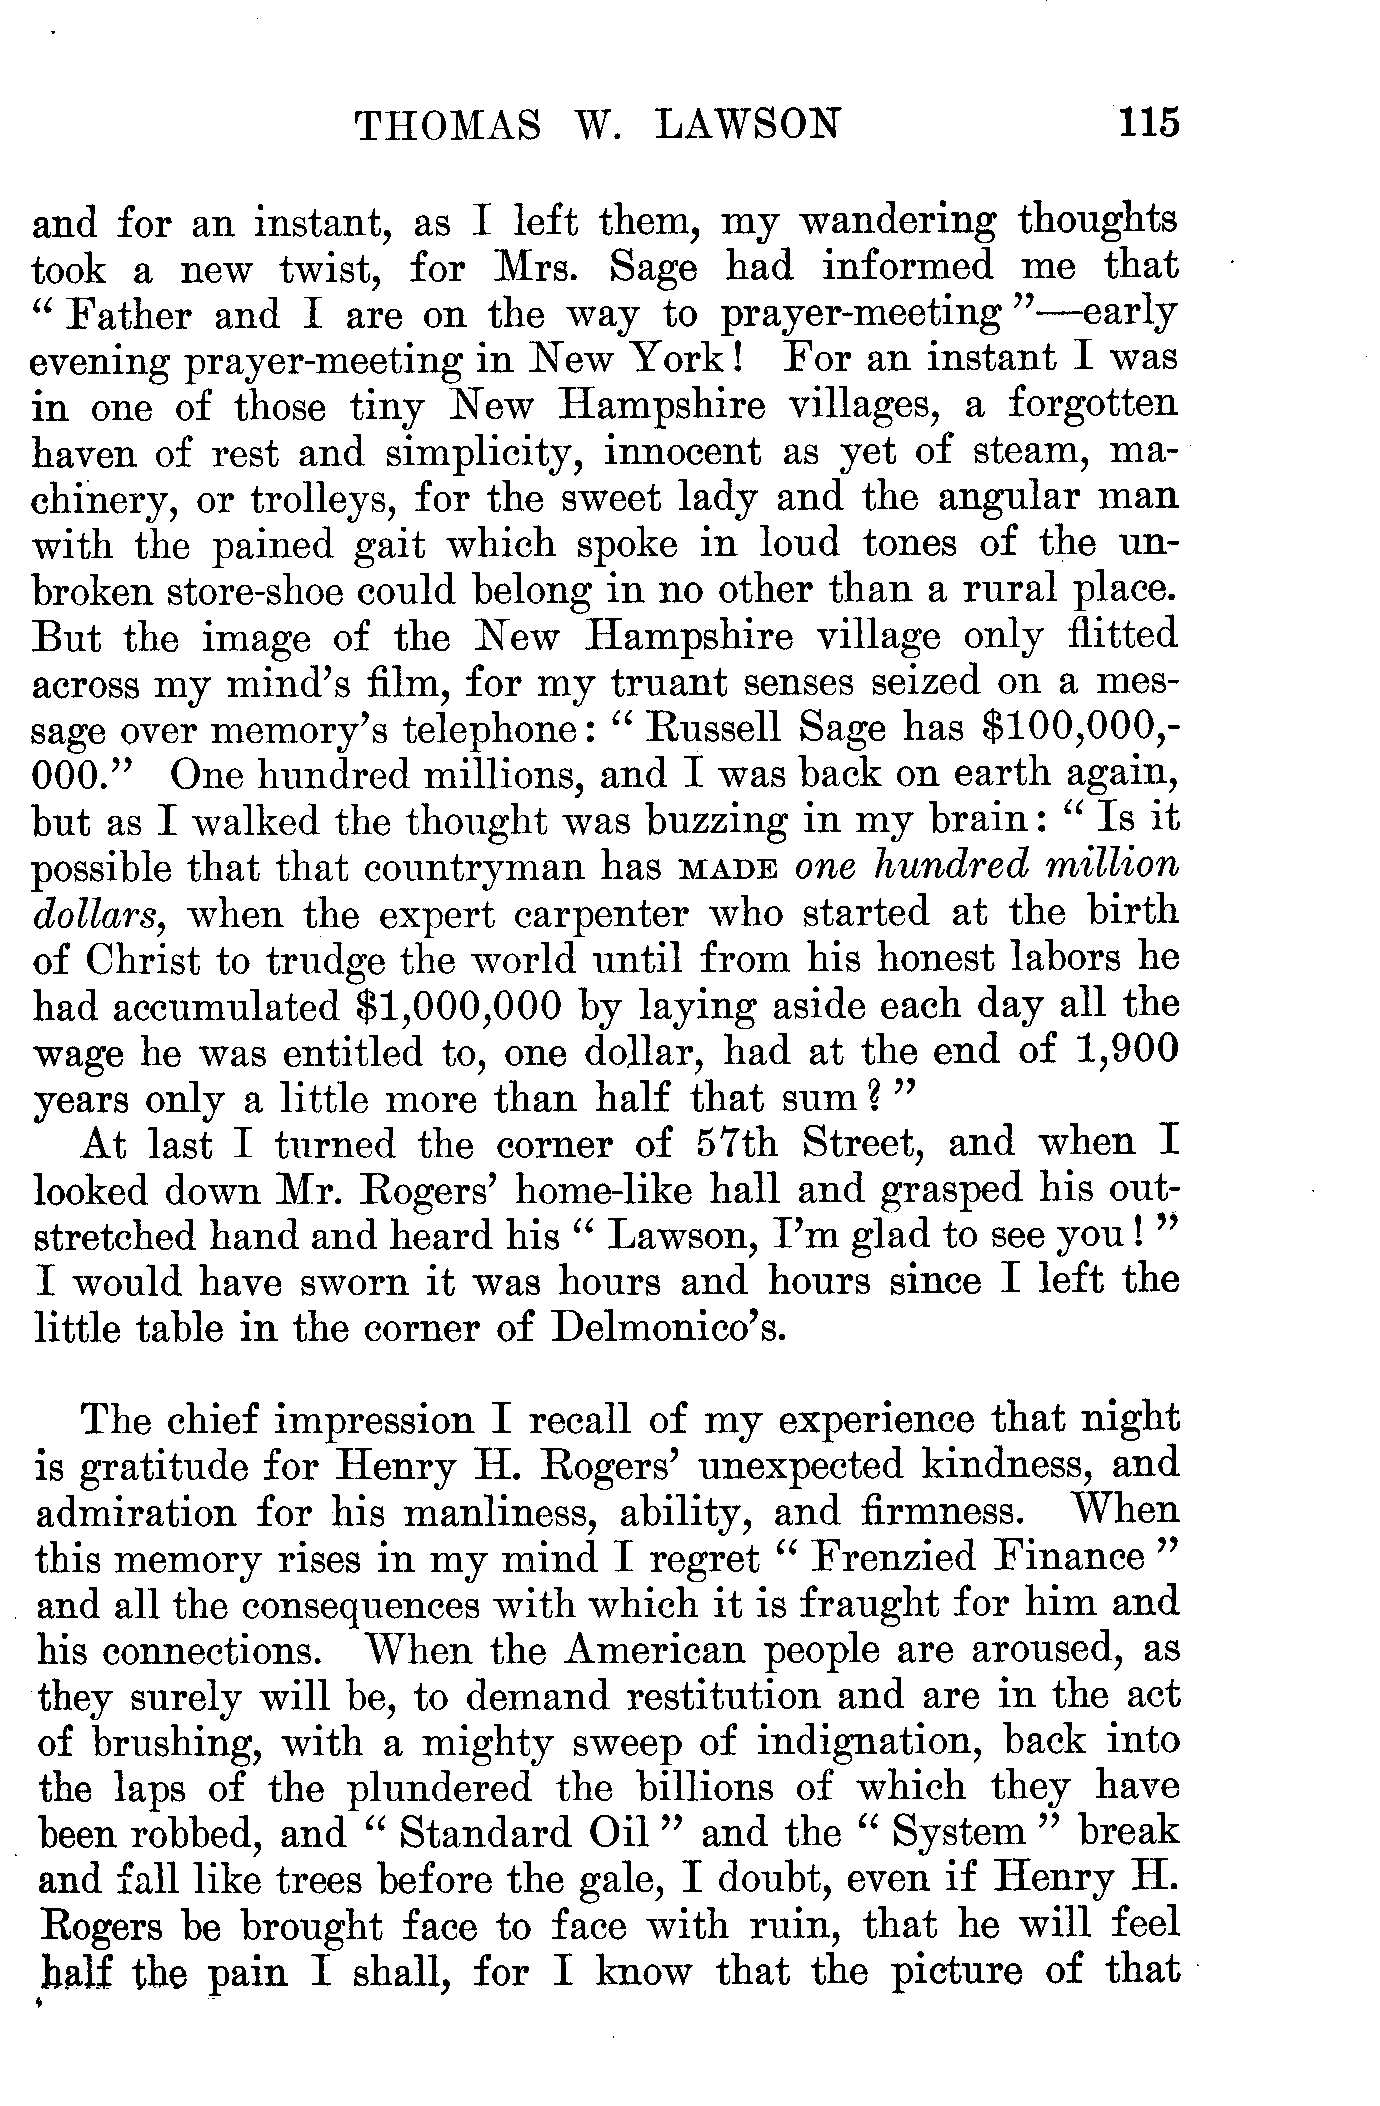 THOMAS W. LAWSON 115
and for an instant, as I left them, my wandering thoughts
took a new twist, for Mrs. Sage had informed me that
“ Father and I are on the way to prayer-meeting ”—early
evening prayer-meeting in New York! For an instant I was
in one of those tiny New Hampshire villages, a forgotten
haven of rest and simplicity, innocent as yet of steam, ma-
chinery, or trolleys, for the sweet lady and the angular man
with the pained gait which spoke in loud tones of the un-
broken store-shoe could belong in no other than a rural place.
But the image of the New Hampshire village only flitted
across my mind’s film, for my truant senses seized on a mes-
sage over memory’s telephone: “ Russell Sage has $100,000,-
000.” One hundred millions, and I was back on earth again,
but as I walked the thought was buzzing in my brain: “ Is it
possible that that countryman has MADE one hundred million
dollars, when the expert carpenter who started at the birth
of Christ to trudge the world until from his honest labors he
had accumulated $1,000,000 by laying aside each day all the
wage he was entitled to, one dollar, had at the end of 1,900
years only a little more than half that sum? ”
At last I turned the corner of 57th Street, and when I
looked down Mr. Rogers’ home-like hall and grasped his out-
stretched hand and heard his “ Lawson, I’m glad to see you! ”
I would have sworn it was hours and hours since I left the
little table in the corner of Delmonico’s.
The chief impression I recall of my experience that night
is gratitude for Henry H. Rogers’ unexpected kindness, and
admiration for his manliness, ability, and firmness. When
this memory rises in my mind I regret “ Frenzied Finance ”
and all the consequences with which it is fraught for him and
his connections. When the American people are aroused, as
they surely will be, to demand restitution and are in the act
of brushing, with a mighty sweep of indignation, back into
the laps of the plundered the billions of which they have
been robbed, and “ Standard Oil ” and the “ System ” break
and fall like trees before the gale, I doubt, even if Henry H.
Rogers be brought face to face with ruin, that he will feel
half the pain I shall, for I know that the picture of that